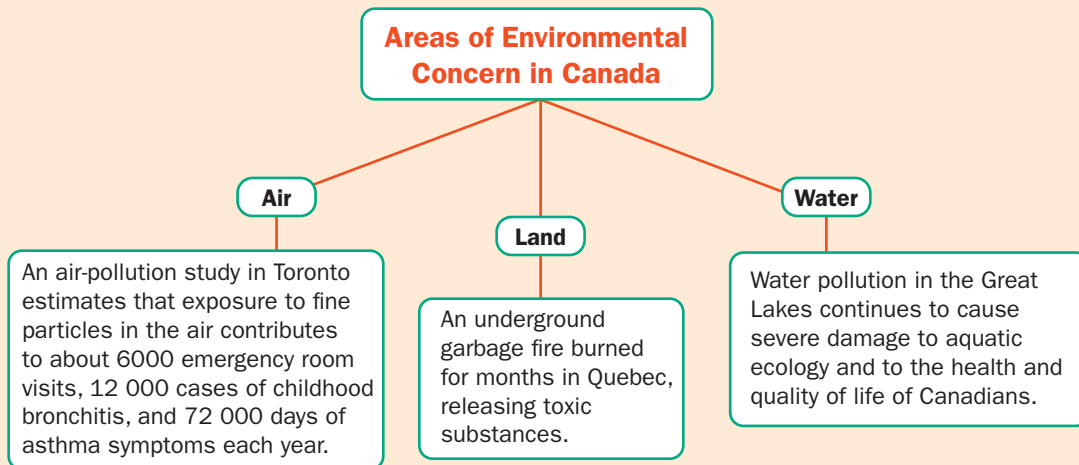 Areas of Environmental
Concern in Canada
Air
An air-pollution study in Toronto
estimates that exposure to fine
particles in the air contributes
to about 6000 emergency room
visits, 12 000 cases of childhood
bronchitis, and 72 000 days of
asthma symptoms each year.
Land
An underground
garbage fire burned
for months in Quebec,
releasing toxic
substances.
Water
Water pollution in the Great
Lakes continues to cause
severe damage to aquatic
ecology and to the health and
quality of life of Canadians.